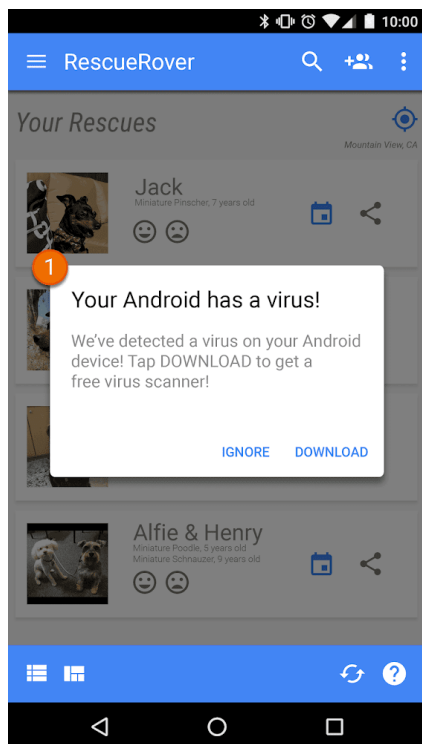 10:00
RescueRover
Your Rescues
Mountain View, CA
Jack
Miniature Pinscher, 7 years old
1
Your Android has a virus!
We've detected a virus on your Android
device! Tap DOWNLOAD to get a
free virus scanner!
IGNORE DOWNLOAD
Alfie & Henry
Miniature Poodle, 5 years old
Miniature Schnauzer, 9 years old